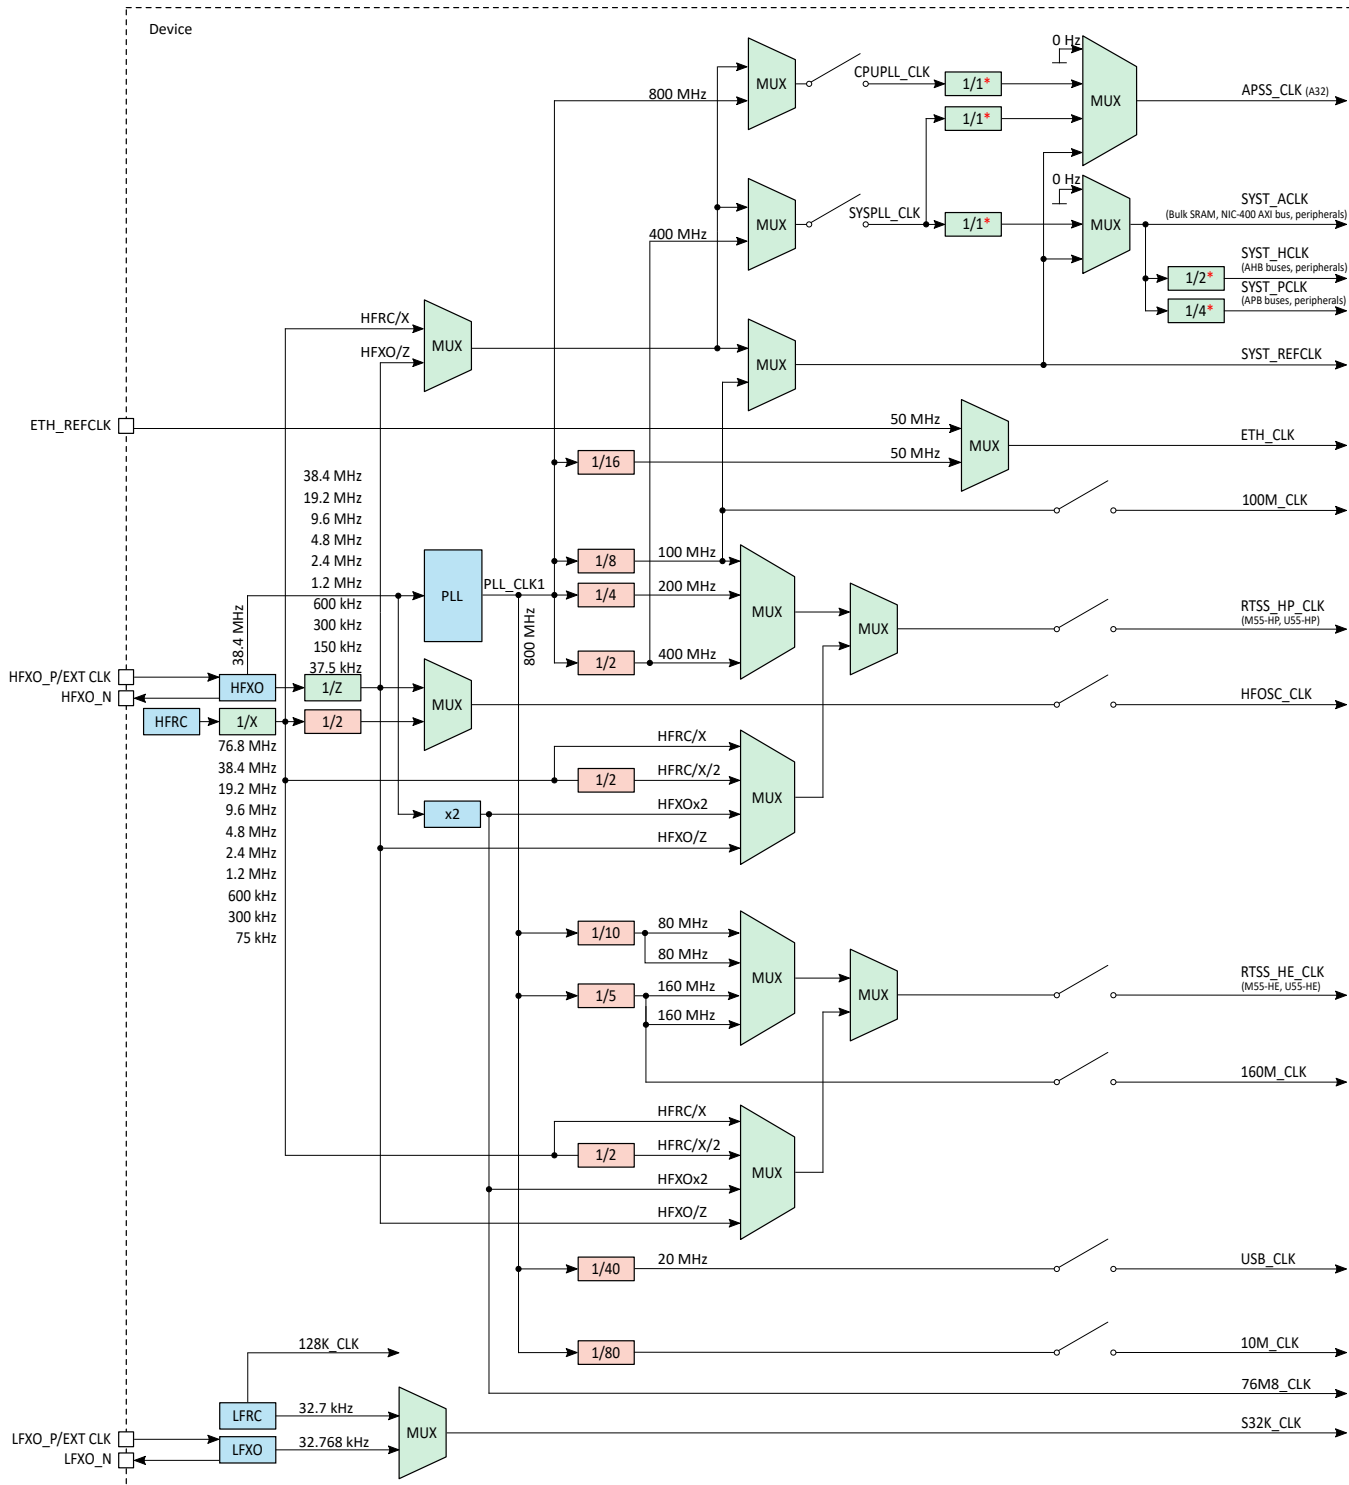 Device
0 Hz
MUX
CPUPLL_CLK
1/1*
800 MHz
MUX
APSS_CLK (A32)
1/1*
0 Hz
MUX
SYSPLL_CLK
1/1*
400 MHz
MUX
SYST_ACLK
(Bulk SRAM, NIC-400 AXI bus, peripherals)
SYST_HCLK
(AHB buses, peripherals)
1/2*
SYST_PCLK
(APB buses, peripherals)
1/4*
HFRC/X
MUX
HFXO/Z
MUX
SYST_REFCLK
ETH_REFCLK
50 MHz
MUX
ETH_CLK
1/16
50 MHz
38.4 MHz
19.2 MHz
9.6 MHz
4.8 MHz
2.4 MHz
1.2 MHz
600 kHz
300 kHz
150 kHz
37.5 kHz
100M_CLK
38.4 MHz
PLL
PLL_CLK1
800 MHz
1/8
100 MHz
1/4
200 MHz
1/2
400 MHz
MUX
MUX
RTSS_HP_CLK
(M55-HP, U55-HP)
HFXO_P/EXT CLK
HFXO_N
HFXO
1/Z
MUX
HFOSC_CLK
HFRC
1/X
1/2
76.8 MHz
38.4 MHz
19.2 MHz
9.6 MHz
4.8 MHz
2.4 MHz
1.2 MHz
600 kHz
300 kHz
75 kHz
HFRC/X
1/2
HFRC/X/2
MUX
x2
HFXOx2
HFXO/Z
1/10
80 MHz
80 MHz
MUX
1/5
160 MHz
160 MHz
MUX
RTSS_HE_CLK
(M55-HE, U55-HE)
160M_CLK
HFRC/X
1/2
HFRC/X/2
MUX
HFXOx2
HFXO/Z
1/40
20 MHz
USB_CLK
128K_CLK
1/80
10M_CLK
76M8_CLK
LFRC
32.7 kHz
MUX
S32K_CLK
LFXO_P/EXT CLK
LFXO_N
LFXO
32.768 kHz